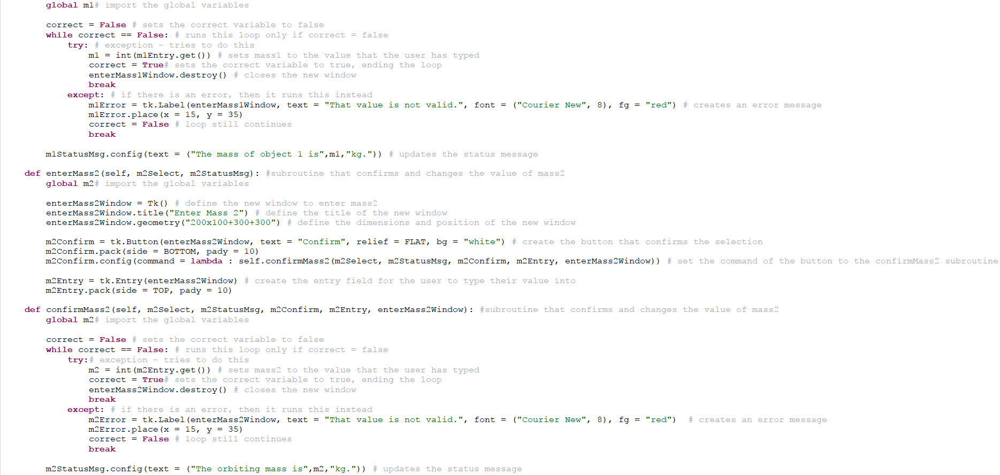 global m1# import the global variables
correct = False # sets the correct variable to false
while correct == False: # runs this loop only if correct = false
try: # exception - tries to do this
m1 = int(m1Entry.get()) # sets mass1 to the value that the user has typed
correct = True# sets the correct variable to true, ending the loop
enterMass1Window.destroy() # closes the new window
break
except: # if there is an error, then it runs this instead
m1Error = tk.Label(enterMass1Window, text = "That value is not valid.", font = ("Courier New", 8), fg = "red") # creates an error message
m1Error.place(x = 15, y = 35)
correct = False # loop still continues
break
m1StatusMsg.config(text = ("The mass of object 1 is",m1,"kg.")) # updates the status message
def enterMass2(self, m2Select, m2StatusMsg): #subroutine that confirms and changes the value of mass2
global m2# import the global variables
enterMass2Window = Tk() # define the new window to enter mass2
enterMass2Window.title("Enter Mass 2") # define the title of the new window
enterMass2Window.geometry("200x100+300+300") # define the dimensions and position of the new window
m2Confirm = tk.Button(enterMass2Window, text = "Confirm", relief = FLAT, bg = "white") # create the button that confirms the selection
m2Confirm.pack(side = BOTTOM, pady = 10)
m2Confirm.config(command = lambda : self.confirmMass2(m2Select, m2StatusMsg, m2Confirm, m2Entry, enterMass2Window)) # set the command of the button to the confirmMass2 subroutine
m2Entry = tk.Entry(enterMass2Window) # create the entry field for the user to type their value into
m2Entry.pack(side = TOP, pady = 10)
def confirmMass2(self, m2Select, m2StatusMsg, m2Confirm, m2Entry, enterMass2Window): #subroutine that confirms and changes the value of mass2
global m2# import the global variables
correct = False # sets the correct variable to false
while correct == False: # runs this loop only if correct = false
try:# exception - tries to do this
m2 = int(m2Entry.get()) # sets mass2 to the value that the user has typed
correct = True# sets the correct variable to true, ending the loop
enterMass2Window.destroy() # closes the new window
break
except: # if there is an error, then it runs this instead
m2Error = tk.Label(enterMass2Window, text = "That value is not valid.", font = ("Courier New", 8), fg = "red")  # creates an error message
m2Error.place(x = 15, y = 35)
correct = False # loop still continues
break
m2StatusMsg.config(text = ("The orbiting mass is",m2,"kg.")) # updates the status message